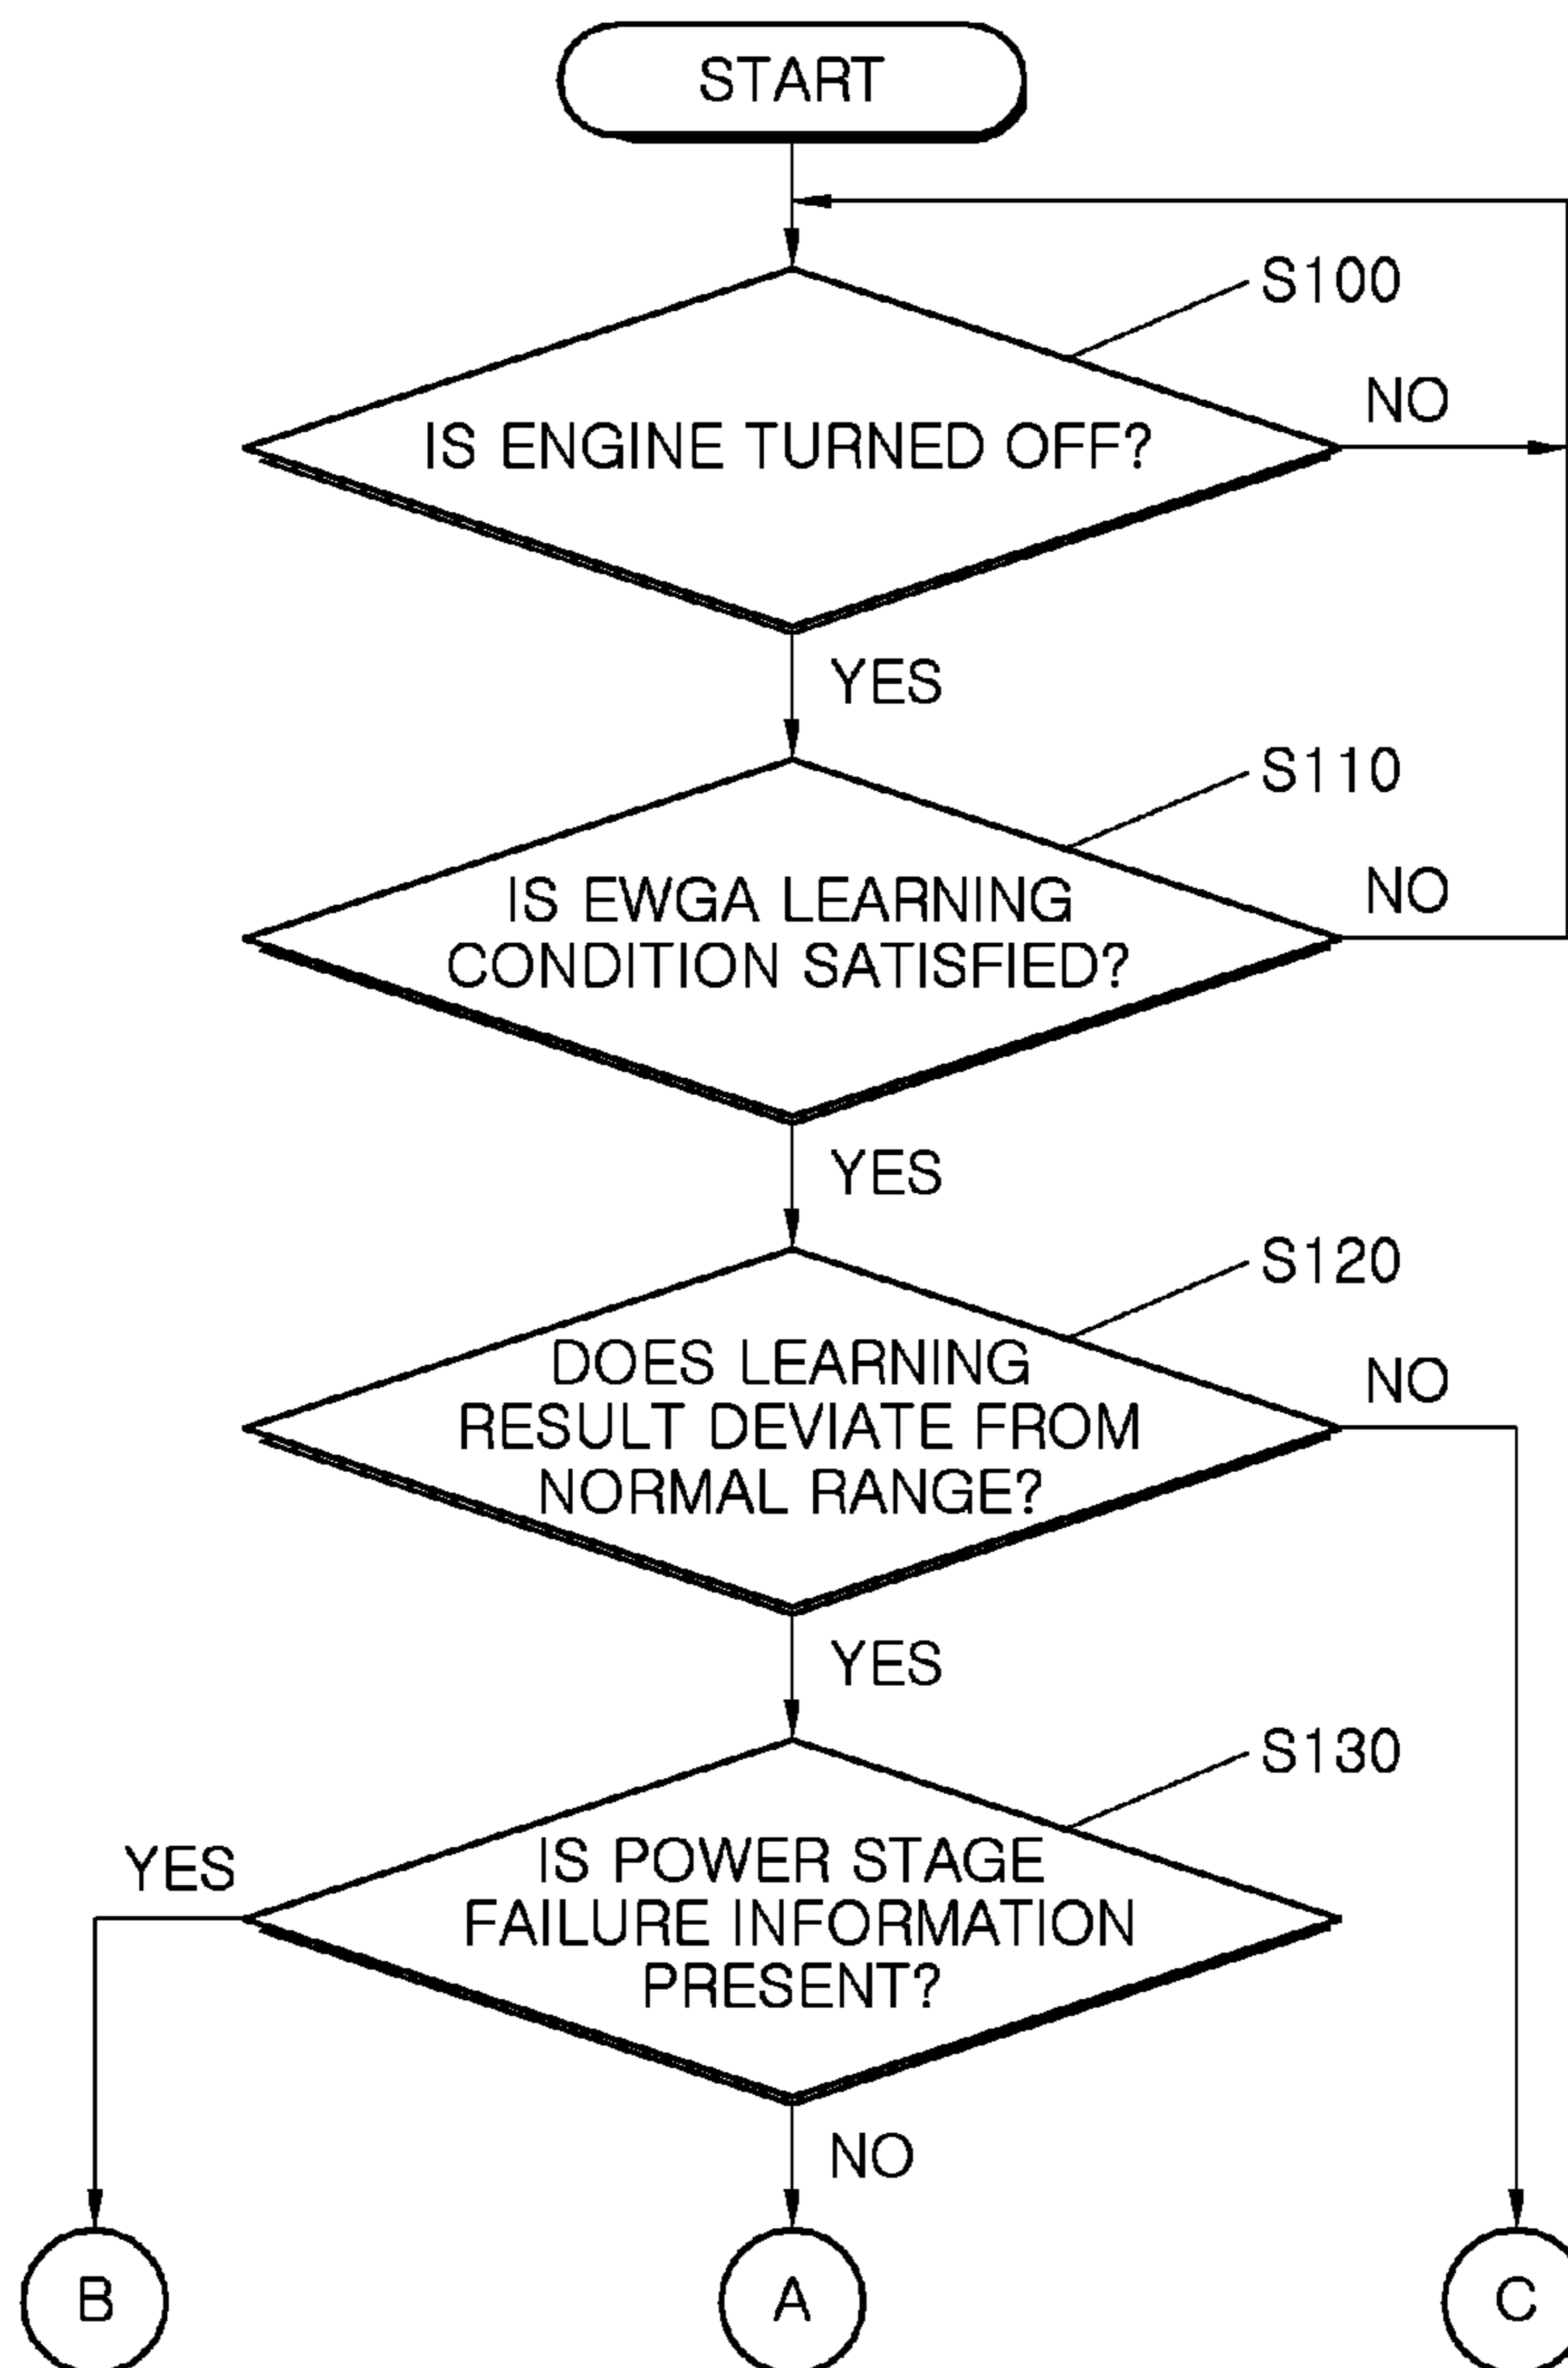 START
S100
IS ENGINE TURNED OFF?
NO
YES
S110
IS EWGA LEARNING
CONDITION SATISFIED?
NO
YES
S120
DOES LEARNING
RESULT DEVIATE FROM
NORMAL RANGE?
NO
YES
S130
IS POWER STAGE
FAILURE INFORMATION
PRESENT?
YES
NO
B
A
C